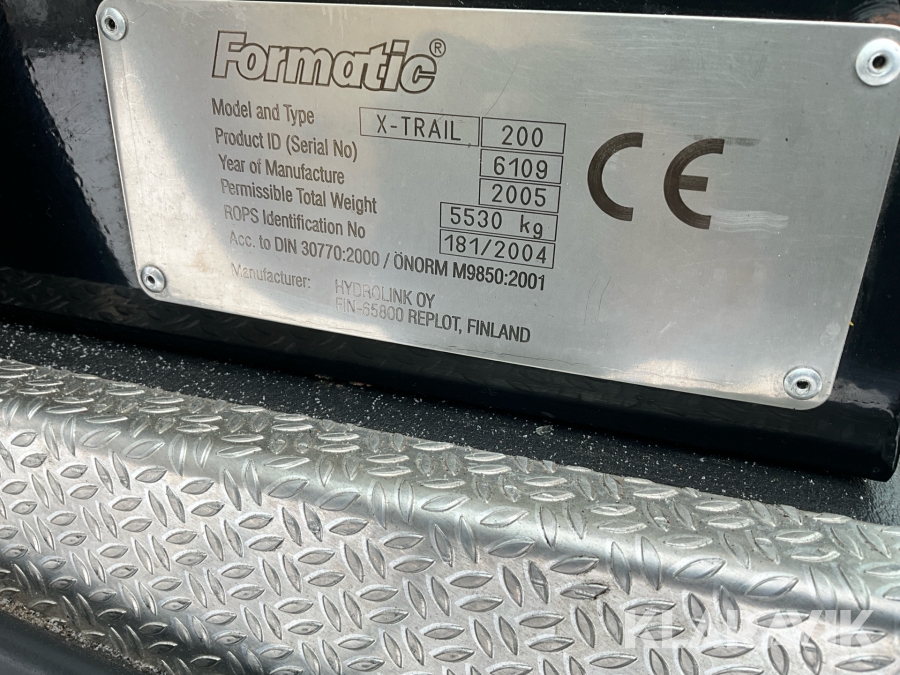 Formatic®
Model and Type X-TRAIL 200
Product ID (Serial No) 6109
Year of Manufacture 2005
Permissible Total Weight 5530 kg
ROPS Identification No 181/2004
Acc. to DIN 30770:2000 / ÖNORM M9850:2001
Manufacturer: HYDROLINK OY
FIN-65800 REPLOT, FINLAND
CE
KLARAVIK